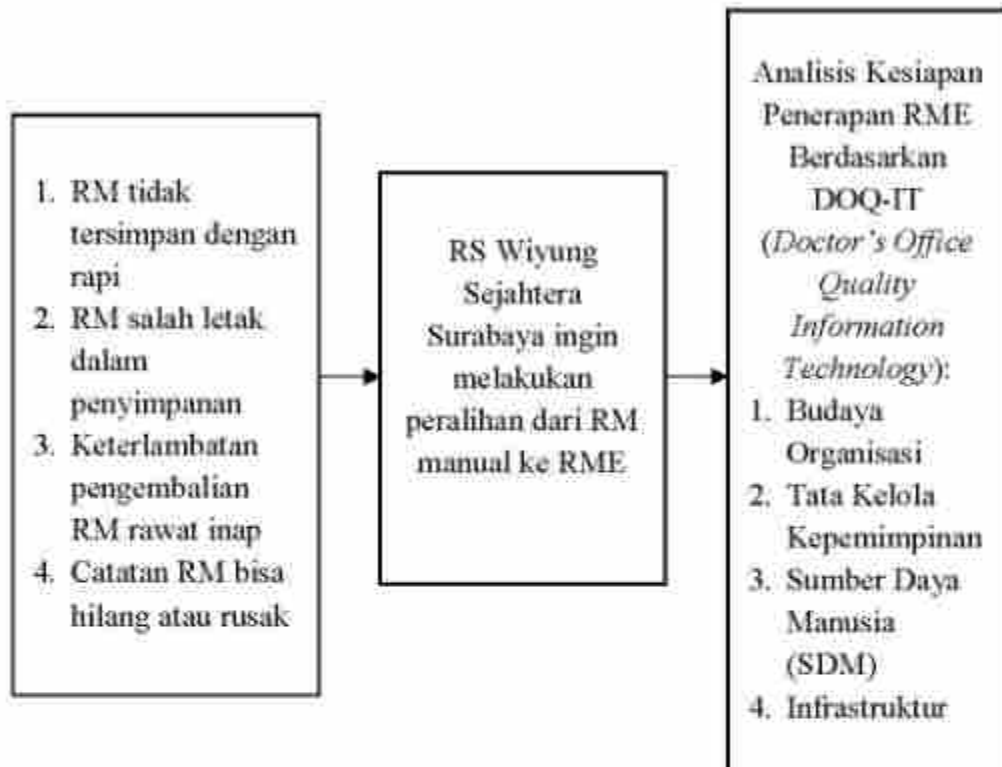 1. RM tidak
tersimpan dengan
rapi
2. RM salah letak
dalam
penyimpanan
3. Keterlambatan
pengembalian
RM rawat inap
4. Catatan RM bisa
hilang atau rusak
RS Wiyung
Sejahtera
Surabaya ingin
melakukan
peralihan dari RM
manual ke RME
Analisis Kesiapan
Penerapan RME
Berdasarkan
DOQ-IT
(Doctor's Office
Quality
Information
Technology):
1. Budaya
Organisasi
2. Tata Kelola
Kepemimpinan
3. Sumber Daya
Manusia
(SDM)
4. Infrastruktur